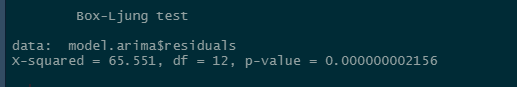 Box-Ljung test
data:  model.arima$residuals
X-squared = 65.551, df = 12, p-value = 0.000000002156